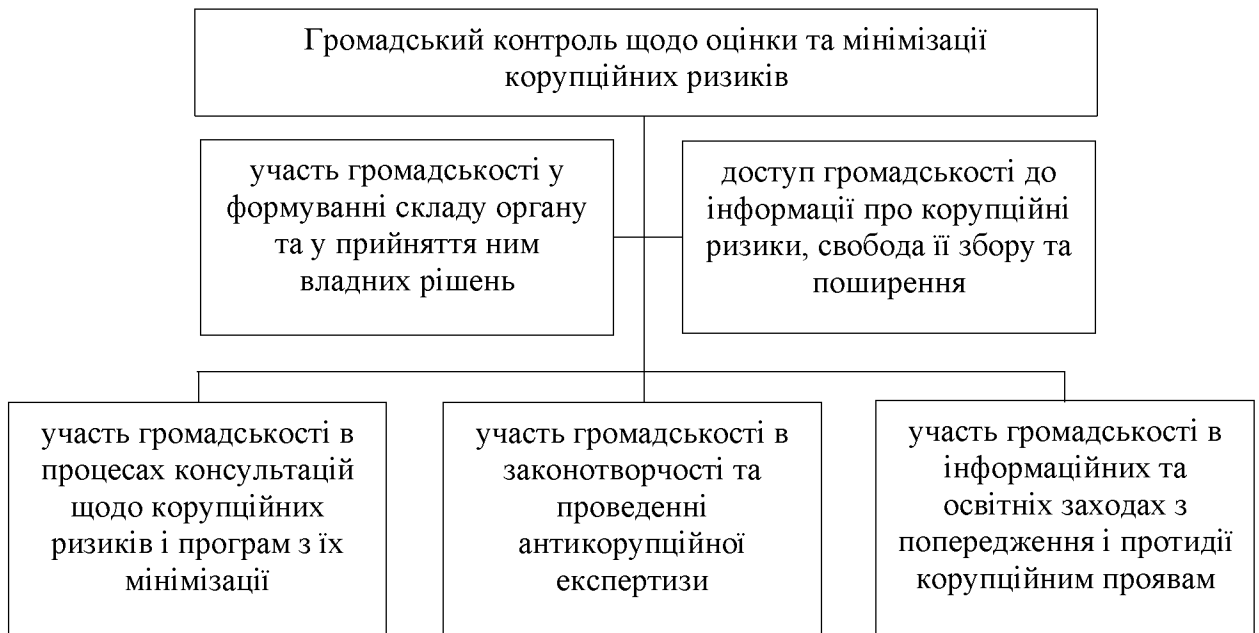 Громадський контроль щодо оцінки та мінімізації
корупційних ризиків
участь громадськості у
формуванні складу органу
та у прийняття ним
владних рішень
доступ громадськості до
інформації про корупційні
ризики, свобода її збору та
поширення
участь громадськості в
процесах консультацій
щодо корупційних
ризиків і програм з їх
мінімізації
участь громадськості в
законотворчості та
проведенні
антикорупційної
експертизи
участь громадськості в
інформаційних та
освітніх заходах з
попередження і протидії
корупційним проявам